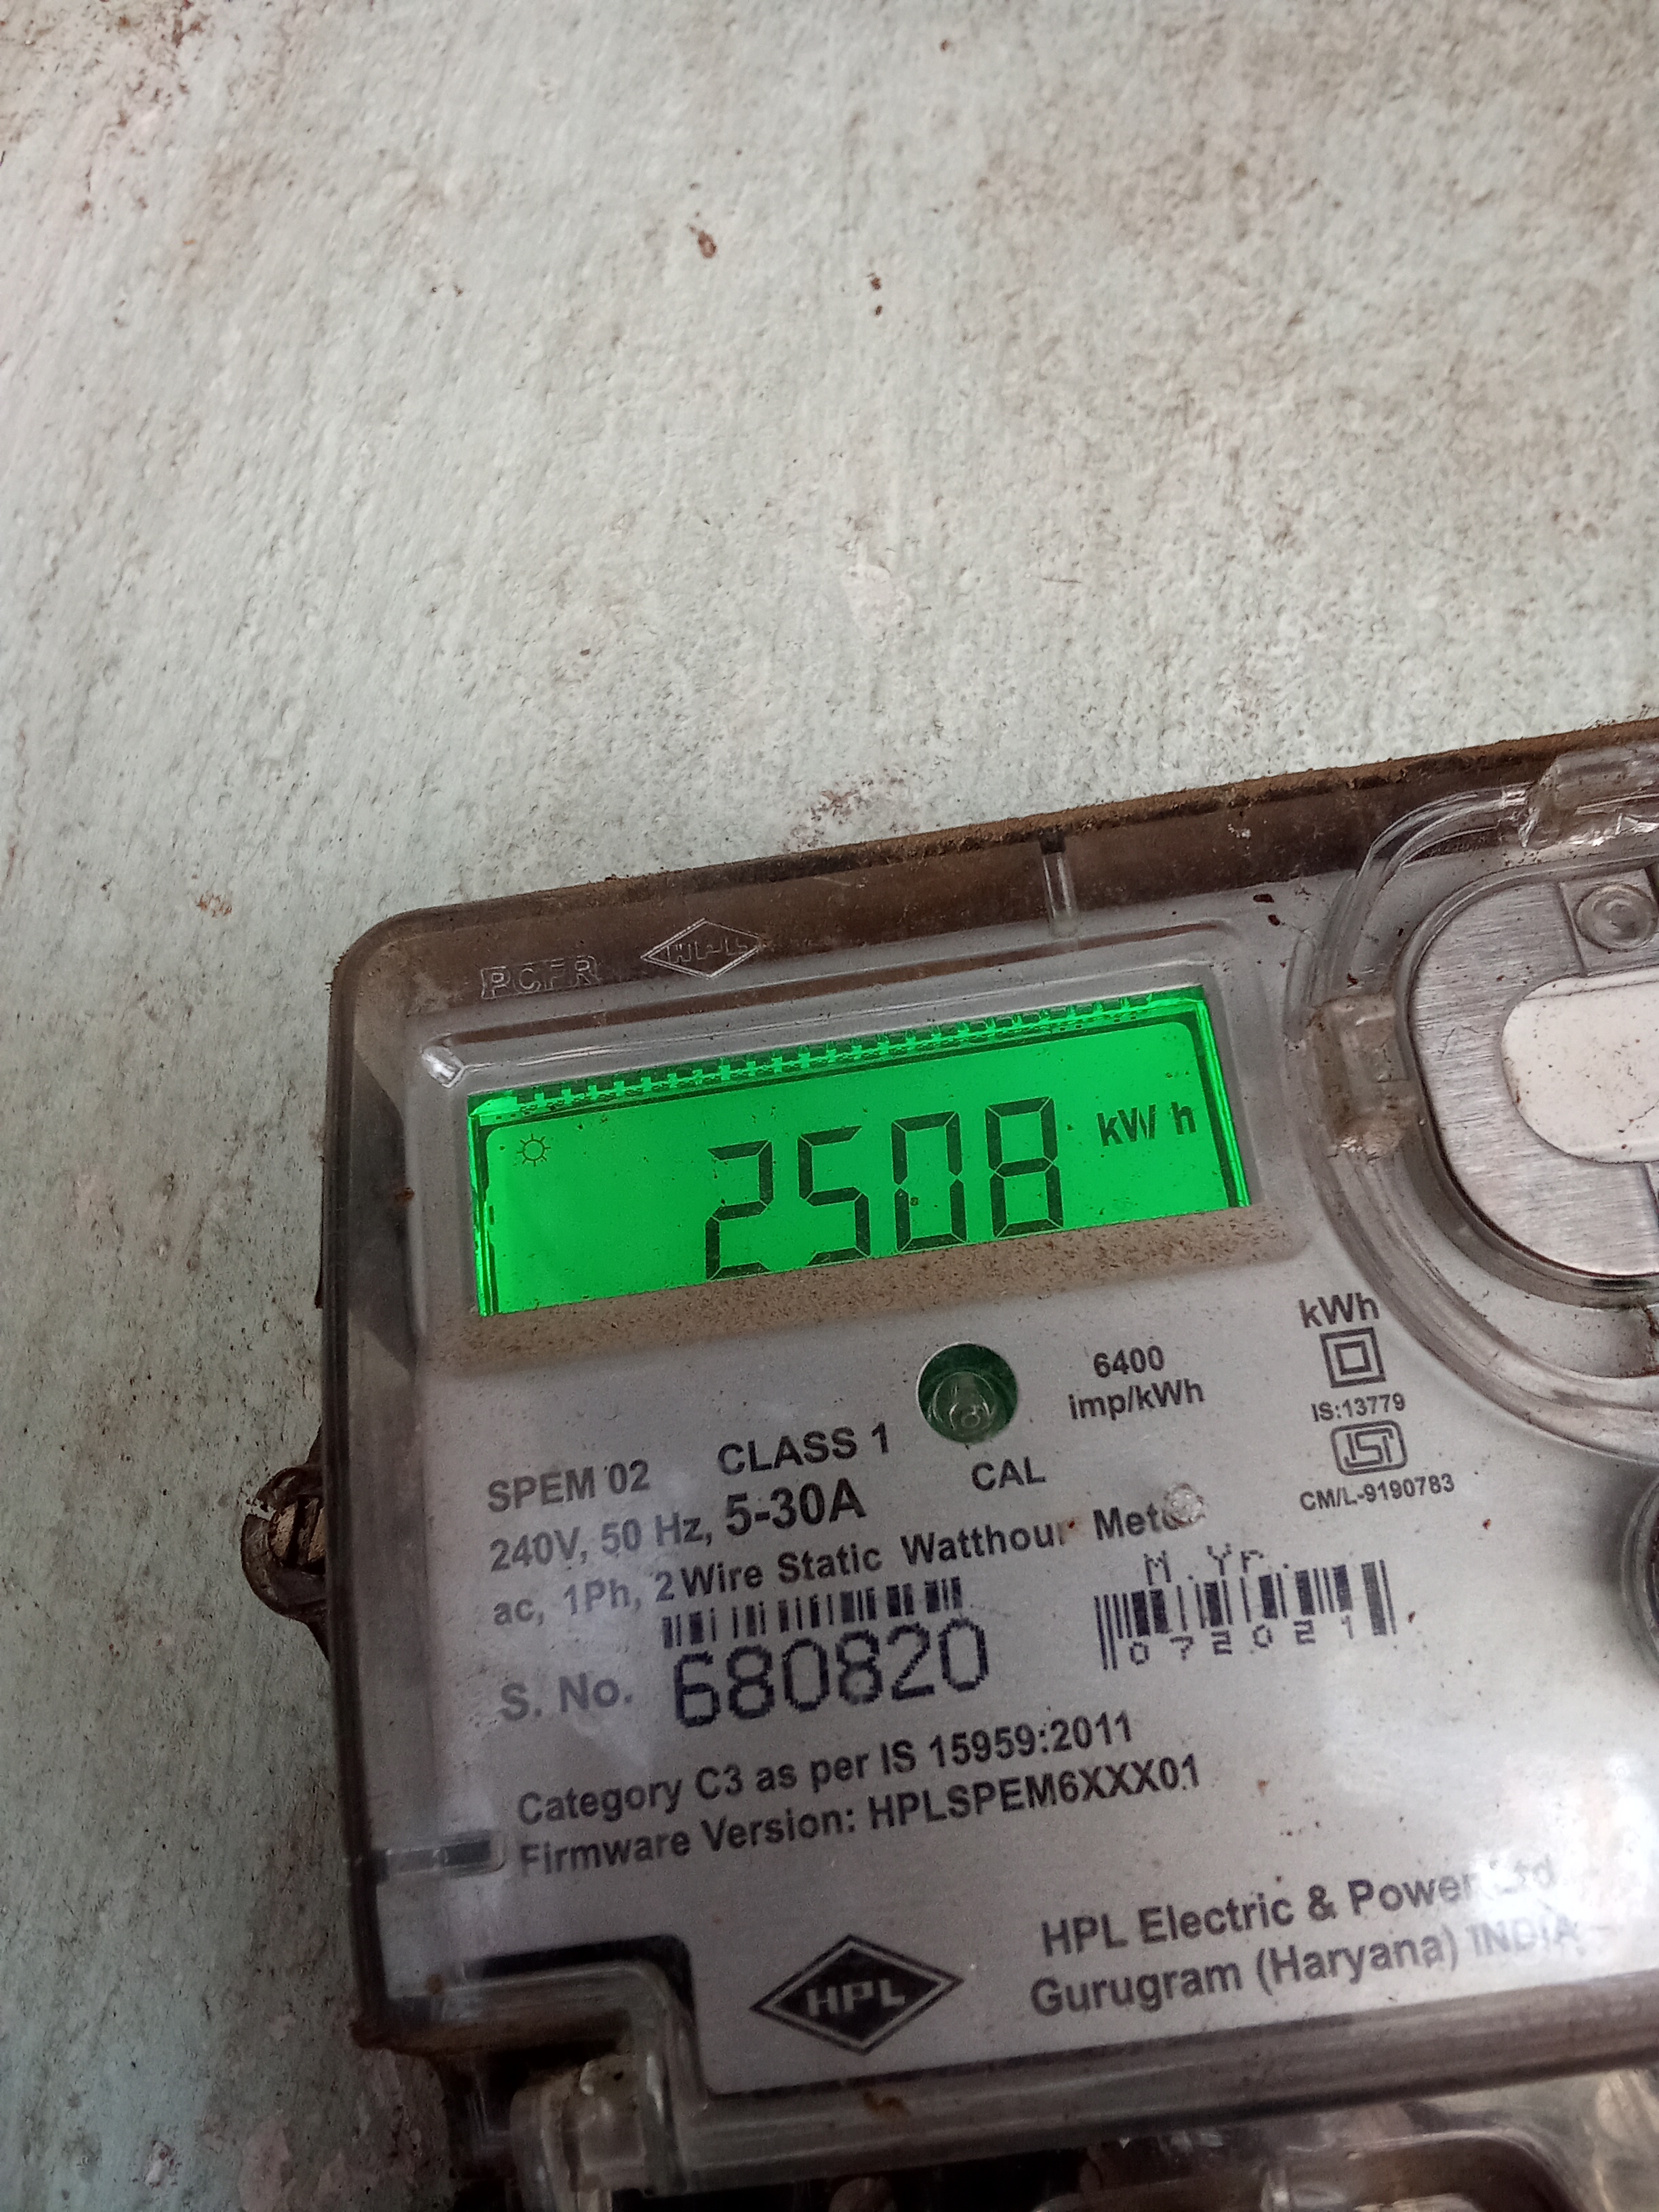 PCFR HPL
2508 kWh
6400
imp/kWh
kWh
IS:13779
ISI
CM/L-9190783
SPEM 02 CLASS 1
CAL
240V, 50 Hz, 5-30A
ac, 1Ph, 2 Wire Static Watthour Meter
M.Yr.
072021
S. No. 680820
Category C3 as per IS 15959:2011
Firmware Version: HPLSPEM6XXX01
HPL
HPL Electric & Power Ltd
Gurugram (Haryana) INDIA